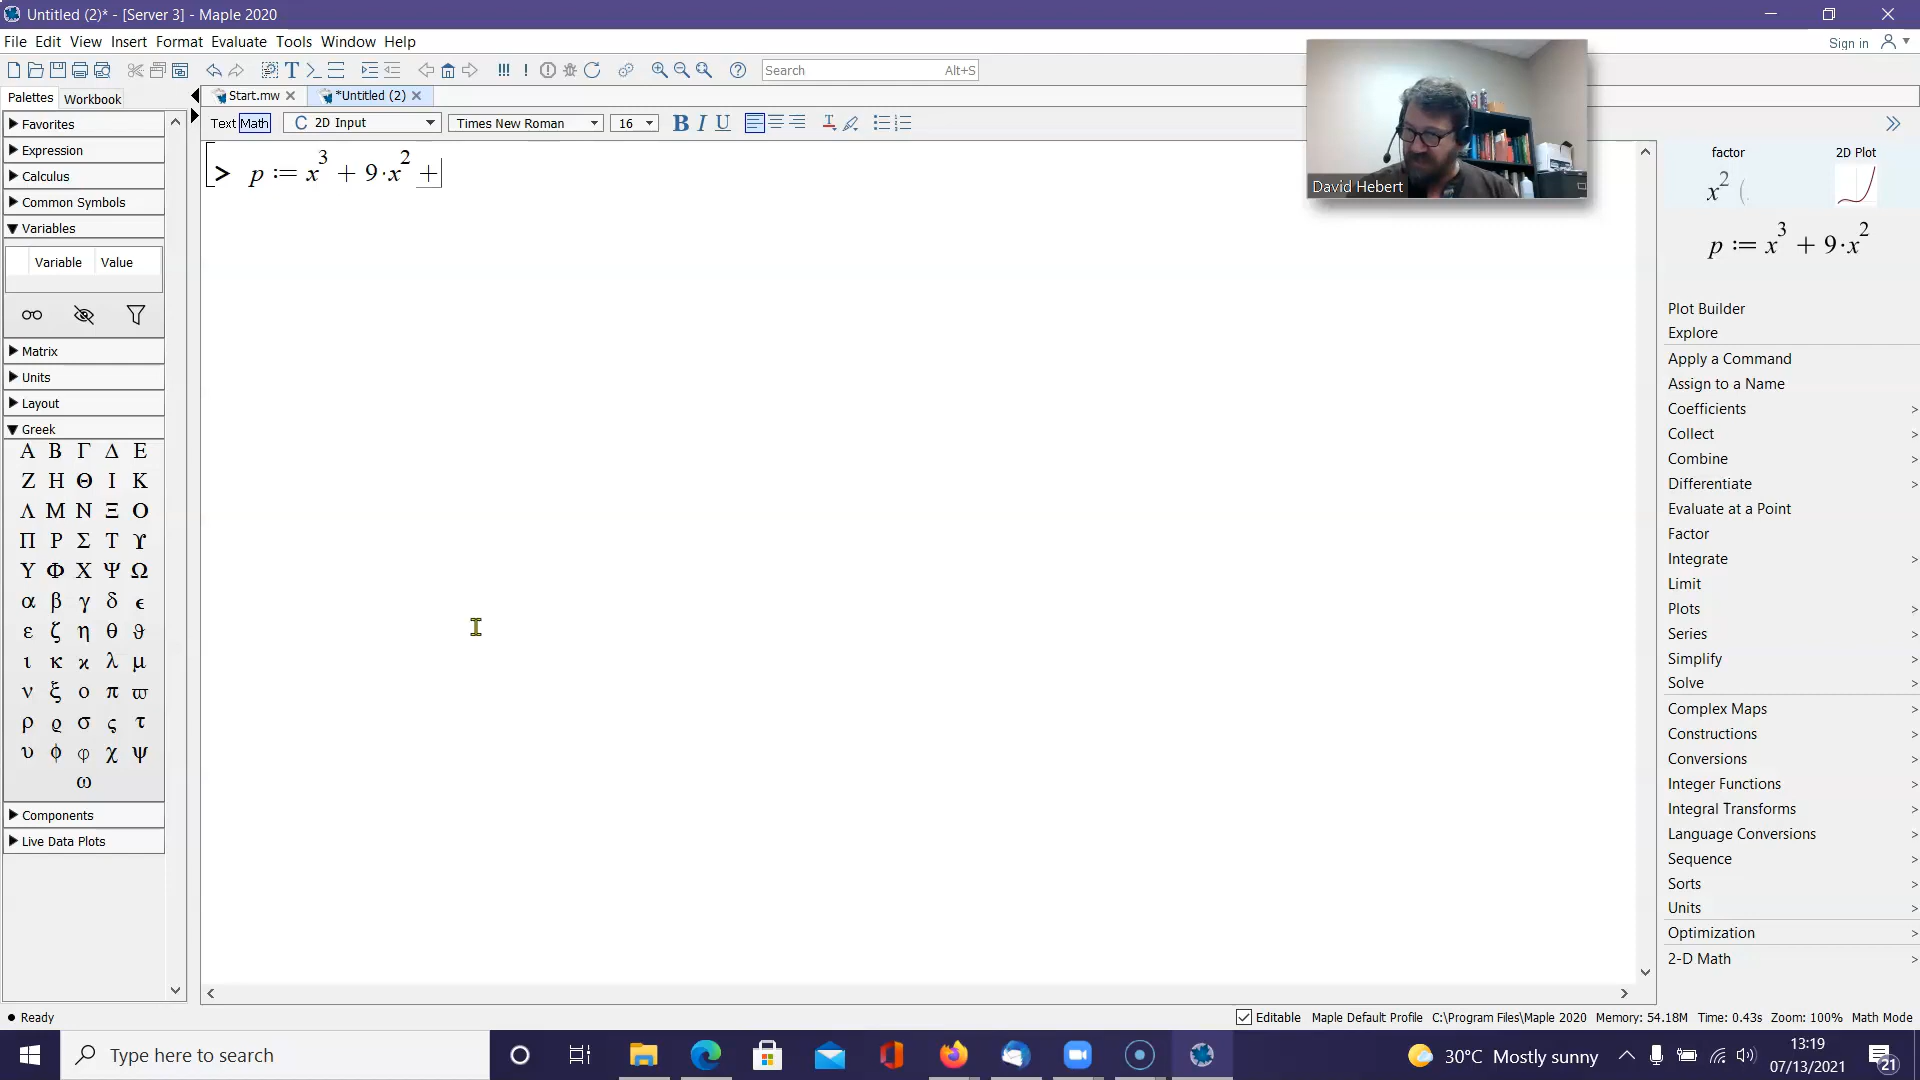 Untitled (2)* - [Server 3] - Maple 2020
File Edit View Insert Format Evaluate Tools Window Help
Sign in
Search Alt+S
Palettes Workbook
Start.mw *Untitled (2)
Text Math C 2D Input Times New Roman 16 B I U
Favorites
Expression
Calculus
Common Symbols
Variables
Variable Value
Matrix
Units
Layout
Greek
Α Β Γ Δ Ε
Ζ Η Θ Ι Κ
Λ Μ Ν Ξ Ο
Π Ρ Σ Τ ϒ
Υ Φ Χ Ψ Ω
α β γ δ ϵ
ε ζ η θ ϑ
ι κ ϰ λ μ
ν ξ ο π ϖ
ρ ϱ σ ς τ
υ ϕ φ χ ψ
ω
Components
Live Data Plots
> p := x³ + 9·x² +
David Hebert
factor 2D Plot
x² (
p := x³ + 9·x²
Plot Builder
Explore
Apply a Command
Assign to a Name
Coefficients >
Collect >
Combine >
Differentiate >
Evaluate at a Point
Factor
Integrate >
Limit
Plots >
Series >
Simplify >
Solve >
Complex Maps >
Constructions >
Conversions >
Integer Functions >
Integral Transforms >
Language Conversions >
Sequence >
Sorts >
Units >
Optimization >
2-D Math >
Ready
Editable Maple Default Profile C:\Program Files\Maple 2020 Memory: 54.18M Time: 0.43s Zoom: 100% Math Mode
Type here to search
30°C Mostly sunny
13:19
07/13/2021
21